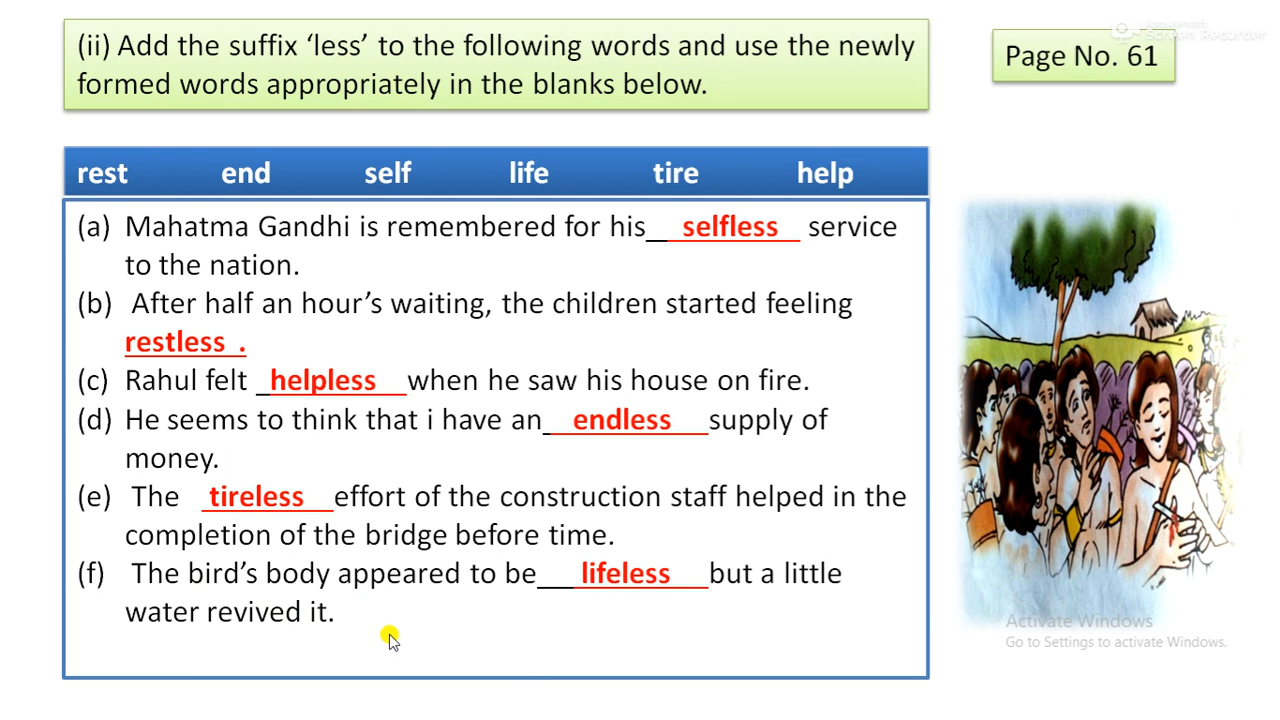 (ii) Add the suffix ‘less’ to the following words and use the newly
formed words appropriately in the blanks below.
Page No. 61
Screen Recorder
rest end self life tire help
(a) Mahatma Gandhi is remembered for his__selfless__ service
to the nation.
(b) After half an hour’s waiting, the children started feeling
restless .
(c) Rahul felt _helpless__when he saw his house on fire.
(d) He seems to think that i have an__endless___supply of
money.
(e) The _tireless__effort of the construction staff helped in the
completion of the bridge before time.
(f) The bird’s body appeared to be___lifeless___but a little
water revived it.
Activate Windows
Go to Settings to activate Windows.